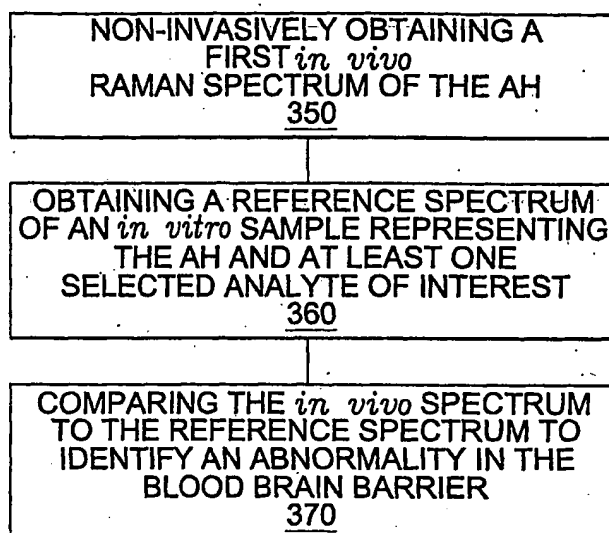 NON-INVASIVELY OBTAINING A
FIRST in vivo
RAMAN SPECTRUM OF THE AH
350
OBTAINING A REFERENCE SPECTRUM
OF AN in vitro SAMPLE REPRESENTING
THE AH AND AT LEAST ONE
SELECTED ANALYTE OF INTEREST
360
COMPARING THE in vivo SPECTRUM
TO THE REFERENCE SPECTRUM TO
IDENTIFY AN ABNORMALITY IN THE
BLOOD BRAIN BARRIER
370